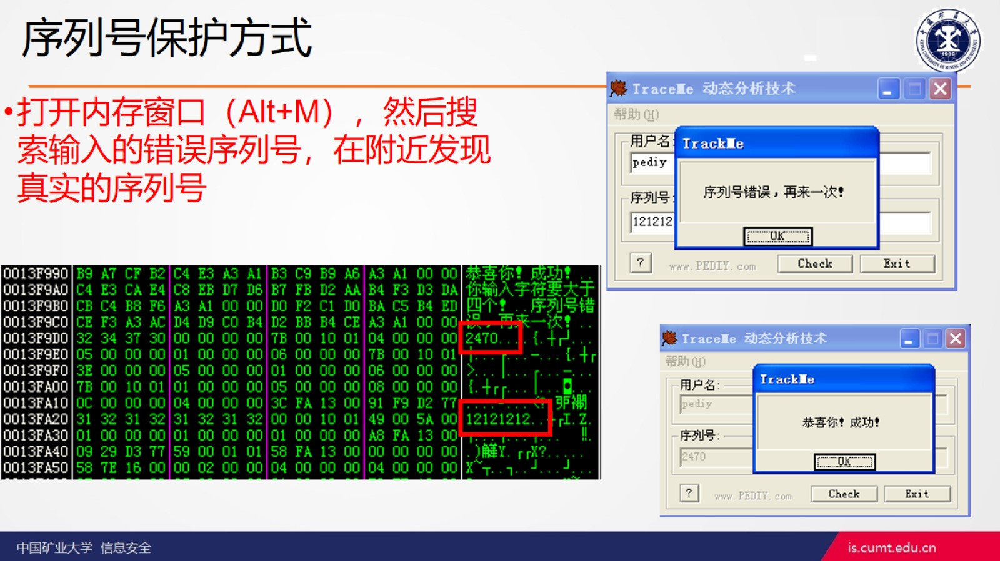 序列号保护方式
•打开内存窗口（Alt+M），然后搜
索输入的错误序列号，在附近发现
真实的序列号
TraceMe 动态分析技术
帮助(H)
用户名:
pediy
序列号:
121212
TrackMe
序列号错误，再来一次!
OK
?
www.PEDIY.com
Check
Exit
0013F990 B9 A7 CF B2 C4 E3 A3 A1 B3 C9 B9 A6 A3 A1 00 00 恭喜你！成功！..
0013F9A0 C4 E3 CA E4 C8 EB D7 D6 B7 FB D2 AA B4 F3 D3 DA 你输入字符要大于
0013F9B0 CB C4 B8 F6 A3 A1 00 00 D0 F2 C1 D0 BA C5 B4 ED 四个！..序列号错
0013F9C0 CE F3 A3 AC D4 D9 C0 B4 D2 BB B4 CE A3 A1 00 00 误，再来一次！..
0013F9D0 32 34 37 30 00 00 00 00 7B 00 10 01 04 00 00 00 2470
0013F9E0 05 00 00 00 01 00 00 00 06 00 00 00 7B 00 10 01
0013F9F0 3E 00 00 00 05 00 00 00 01 00 00 00 06 00 00 00
0013FA00 7B 00 10 01 01 00 00 00 05 00 00 00 08 00 00 00
0013FA10 0C 00 00 00 04 00 00 00 3C FA 13 00 91 F9 D2 77
0013FA20 31 32 31 32 31 32 31 32 00 00 10 01 49 00 5A 00 12121212
0013FA30 01 00 00 00 01 00 00 00 01 00 00 00 A8 FA 13 00
0013FA40 09 29 D3 77 59 00 01 01 58 FA 13 00 00 00 00 00
0013FA50 58 7E 16 00 00 02 00 00 04 00 00 00 04 00 00 00
TraceMe 动态分析技术
帮助(H)
用户名:
pediy
序列号:
2470
TrackMe
恭喜你! 成功!
OK
?
www.PEDIY.com
Check
Exit
中国矿业大学 信息安全
is.cumt.edu.cn